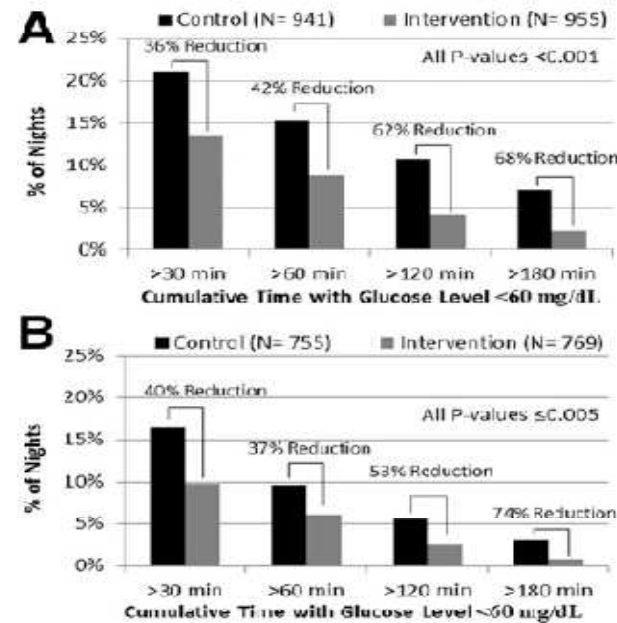 A
Control (N= 941) Intervention (N= 955)
25%
36% Reduction
All P-values <0.001
20%
42% Reduction
15%
62% Reduction
68% Reduction
10%
5%
0%
% of Nights
>30 min >60 min >120 min >180 min
Cumulative Time with Glucose Level <60 mg/dL
B
Control (N= 755) Intervention (N= 769)
25%
40% Reduction
20%
All P-values ≤0.005
15%
37% Reduction
53% Reduction
10%
74% Reduction
5%
0%
% of Nights
>30 min >60 min >120 min >180 min
Cumulative Time with Glucose Level <60 mg/dL